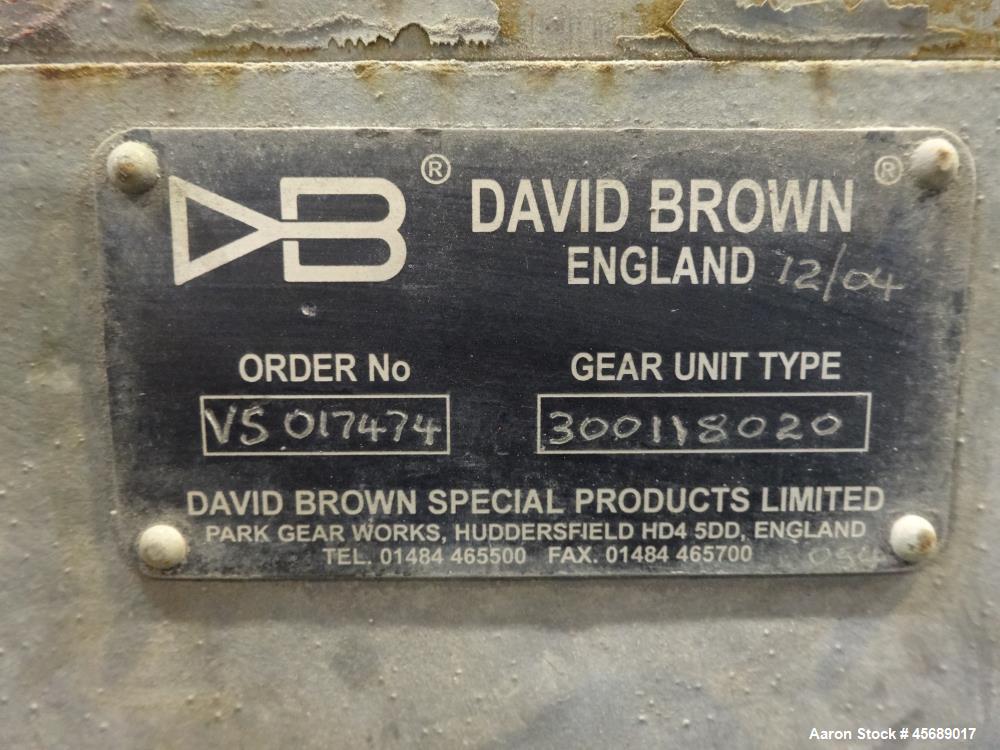 DB ® DAVID BROWN ®
ENGLAND 12/04
ORDER No GEAR UNIT TYPE
VS 017474 300118020
DAVID BROWN SPECIAL PRODUCTS LIMITED
PARK GEAR WORKS, HUDDERSFIELD HD4 5DD, ENGLAND
TEL. 01484 465500 FAX. 01484 465700
Aaron Stock # 45689017